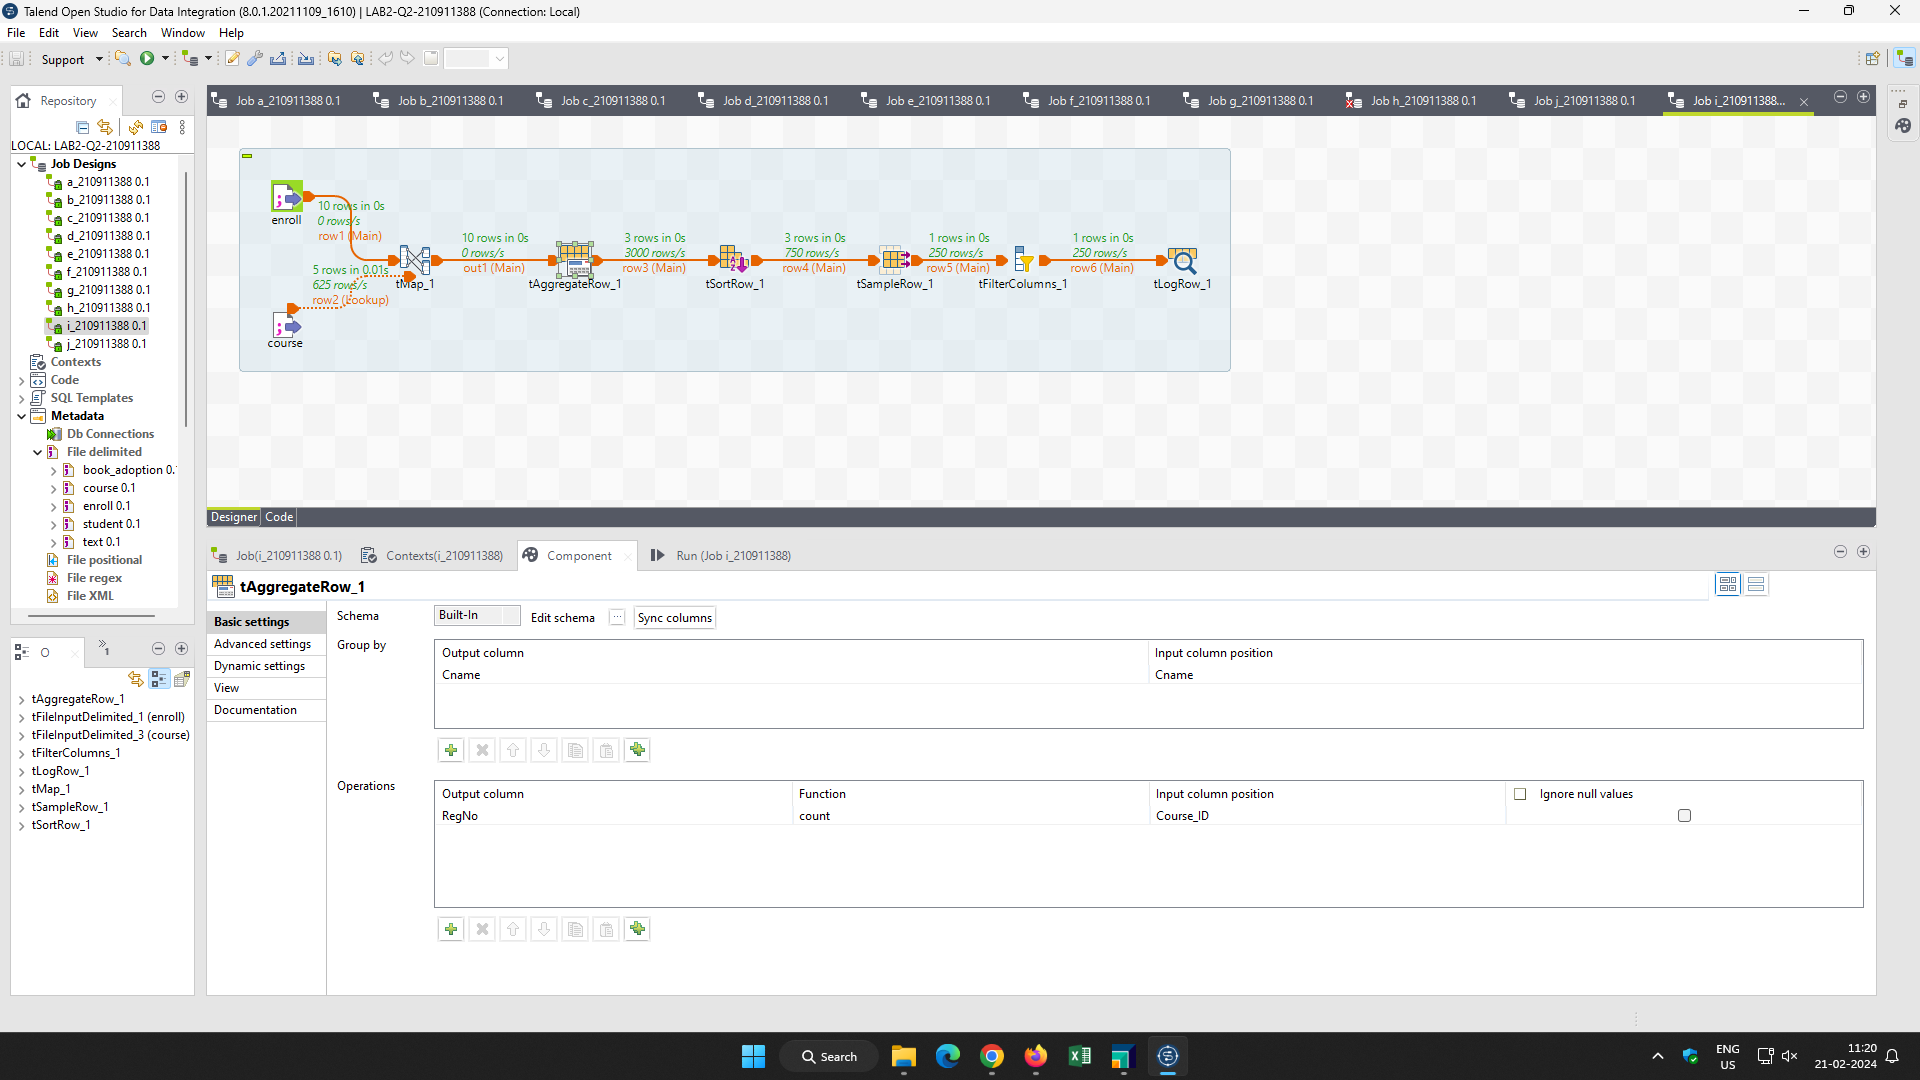 Talend Open Studio for Data Integration (8.0.1.20211109_1610) | LAB2-Q2-210911388 (Connection: Local)
File Edit View Search Window Help
Support
Repository
Job a_210911388 0.1 Job b_210911388 0.1 Job c_210911388 0.1 Job d_210911388 0.1 Job e_210911388 0.1 Job f_210911388 0.1 Job g_210911388 0.1 Job h_210911388 0.1 Job j_210911388 0.1 Job i_210911388...
LOCAL: LAB2-Q2-210911388
Job Designs
a_210911388 0.1
b_210911388 0.1
c_210911388 0.1
d_210911388 0.1
e_210911388 0.1
f_210911388 0.1
g_210911388 0.1
h_210911388 0.1
i_210911388 0.1
j_210911388 0.1
Contexts
Code
SQL Templates
Metadata
Db Connections
File delimited
book_adoption 0.
course 0.1
enroll 0.1
student 0.1
text 0.1
File positional
File regex
File XML
enroll
10 rows in 0s
0 rows/s
row1 (Main)
5 rows in 0.01s
625 rows/s
row2 (Lookup)
course
tMap_1
10 rows in 0s
0 rows/s
out1 (Main)
tAggregateRow_1
3 rows in 0s
3000 rows/s
row3 (Main)
tSortRow_1
3 rows in 0s
750 rows/s
row4 (Main)
tSampleRow_1
1 rows in 0s
250 rows/s
row5 (Main)
tFilterColumns_1
1 rows in 0s
250 rows/s
row6 (Main)
tLogRow_1
Designer Code
O
1
tAggregateRow_1
tFileInputDelimited_1 (enroll)
tFileInputDelimited_3 (course)
tFilterColumns_1
tLogRow_1
tMap_1
tSampleRow_1
tSortRow_1
Job(i_210911388 0.1) Contexts(i_210911388) Component Run (Job i_210911388)
tAggregateRow_1
Basic settings
Advanced settings
Dynamic settings
View
Documentation
Schema Built-In Edit schema ... Sync columns
Group by
Output column Input column position
Cname Cname
Operations
Output column Function Input column position Ignore null values
RegNo count Course_ID
Search
ENG
US
11:20
21-02-2024